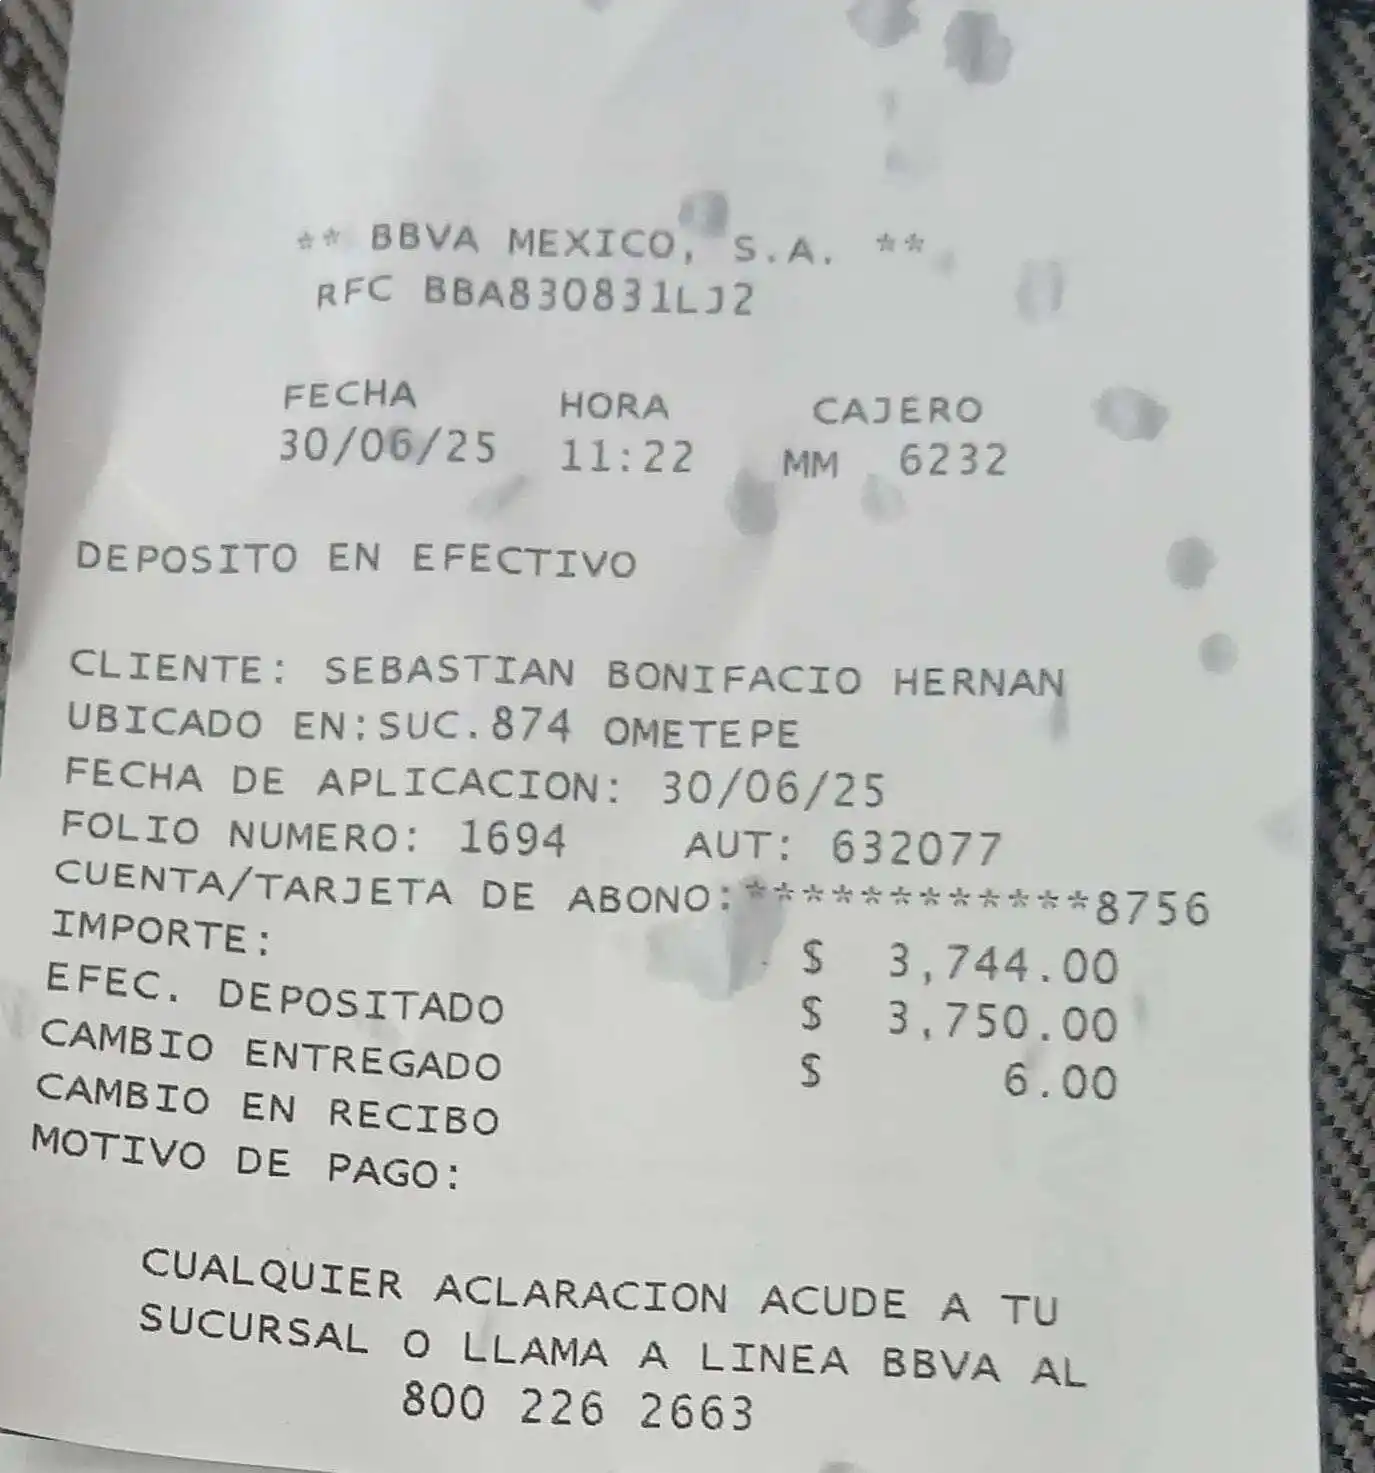 ** BBVA MEXICO, S.A. **
RFC BBA830831LJ2
FECHA HORA CAJERO
30/06/25 11:22 MM 6232
DEPOSITO EN EFECTIVO
CLIENTE: SEBASTIAN BONIFACIO HERNAN
UBICADO EN:SUC.874 OMETEPE
FECHA DE APLICACION: 30/06/25
FOLIO NUMERO: 1694 AUT: 632077
CUENTA/TARJETA DE ABONO:************8756
IMPORTE: $ 3,744.00
EFEC. DEPOSITADO $ 3,750.00
CAMBIO ENTREGADO $ 6.00
CAMBIO EN RECIBO
MOTIVO DE PAGO:
CUALQUIER ACLARACION ACUDE A TU
SUCURSAL O LLAMA A LINEA BBVA AL
800 226 2663